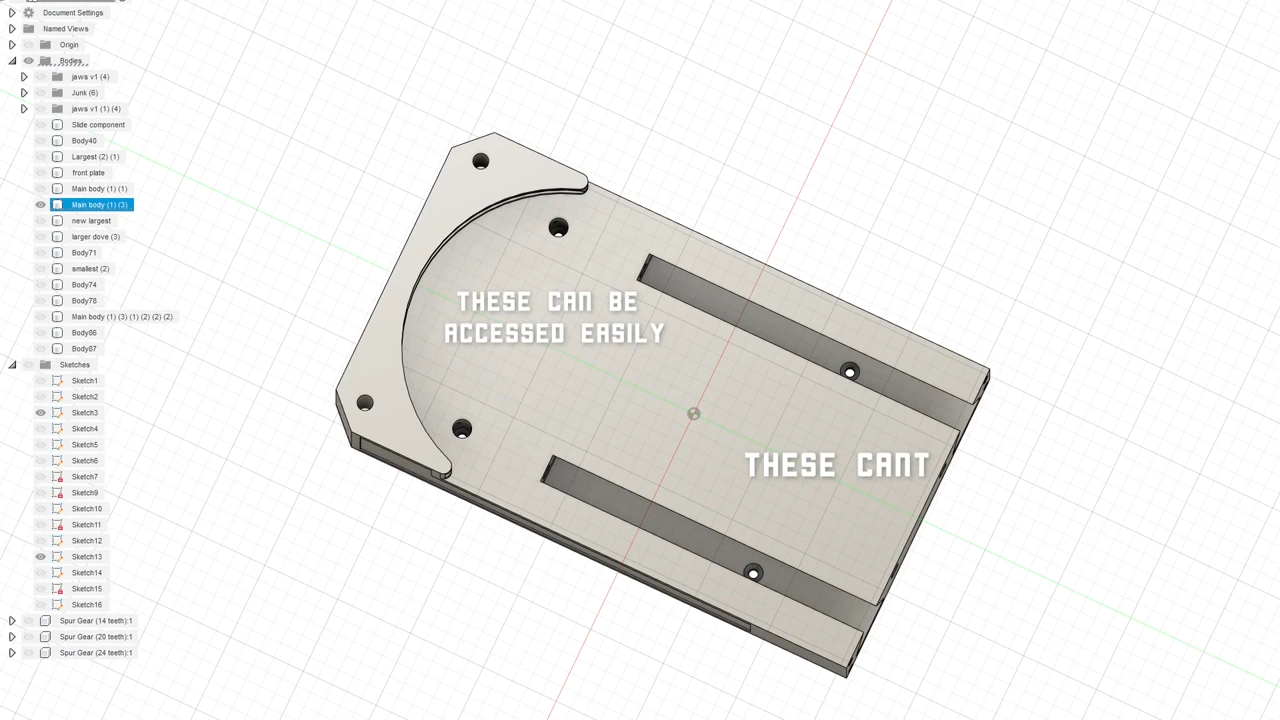 Document Settings
Named Views
Origin
Bodies
jaws v1 (4)
Junk (6)
jaws v1 (1) (4)
Slide component
Body40
Largest (2) (1)
front plate
Main body (1) (1)
Main body (1) (3)
new largest
larger dove (3)
Body71
smallest (2)
Body74
Body78
Main body (1) (3) (1) (2) (2) (2)
Body86
Body87
Sketches
Sketch1
Sketch2
Sketch3
Sketch4
Sketch5
Sketch6
Sketch7
Sketch9
Sketch10
Sketch11
Sketch12
Sketch13
Sketch14
Sketch15
Sketch16
Spur Gear (14 teeth):1
Spur Gear (20 teeth):1
Spur Gear (24 teeth):1
THESE CAN BE
ACCESSED EASILY
THESE CANT